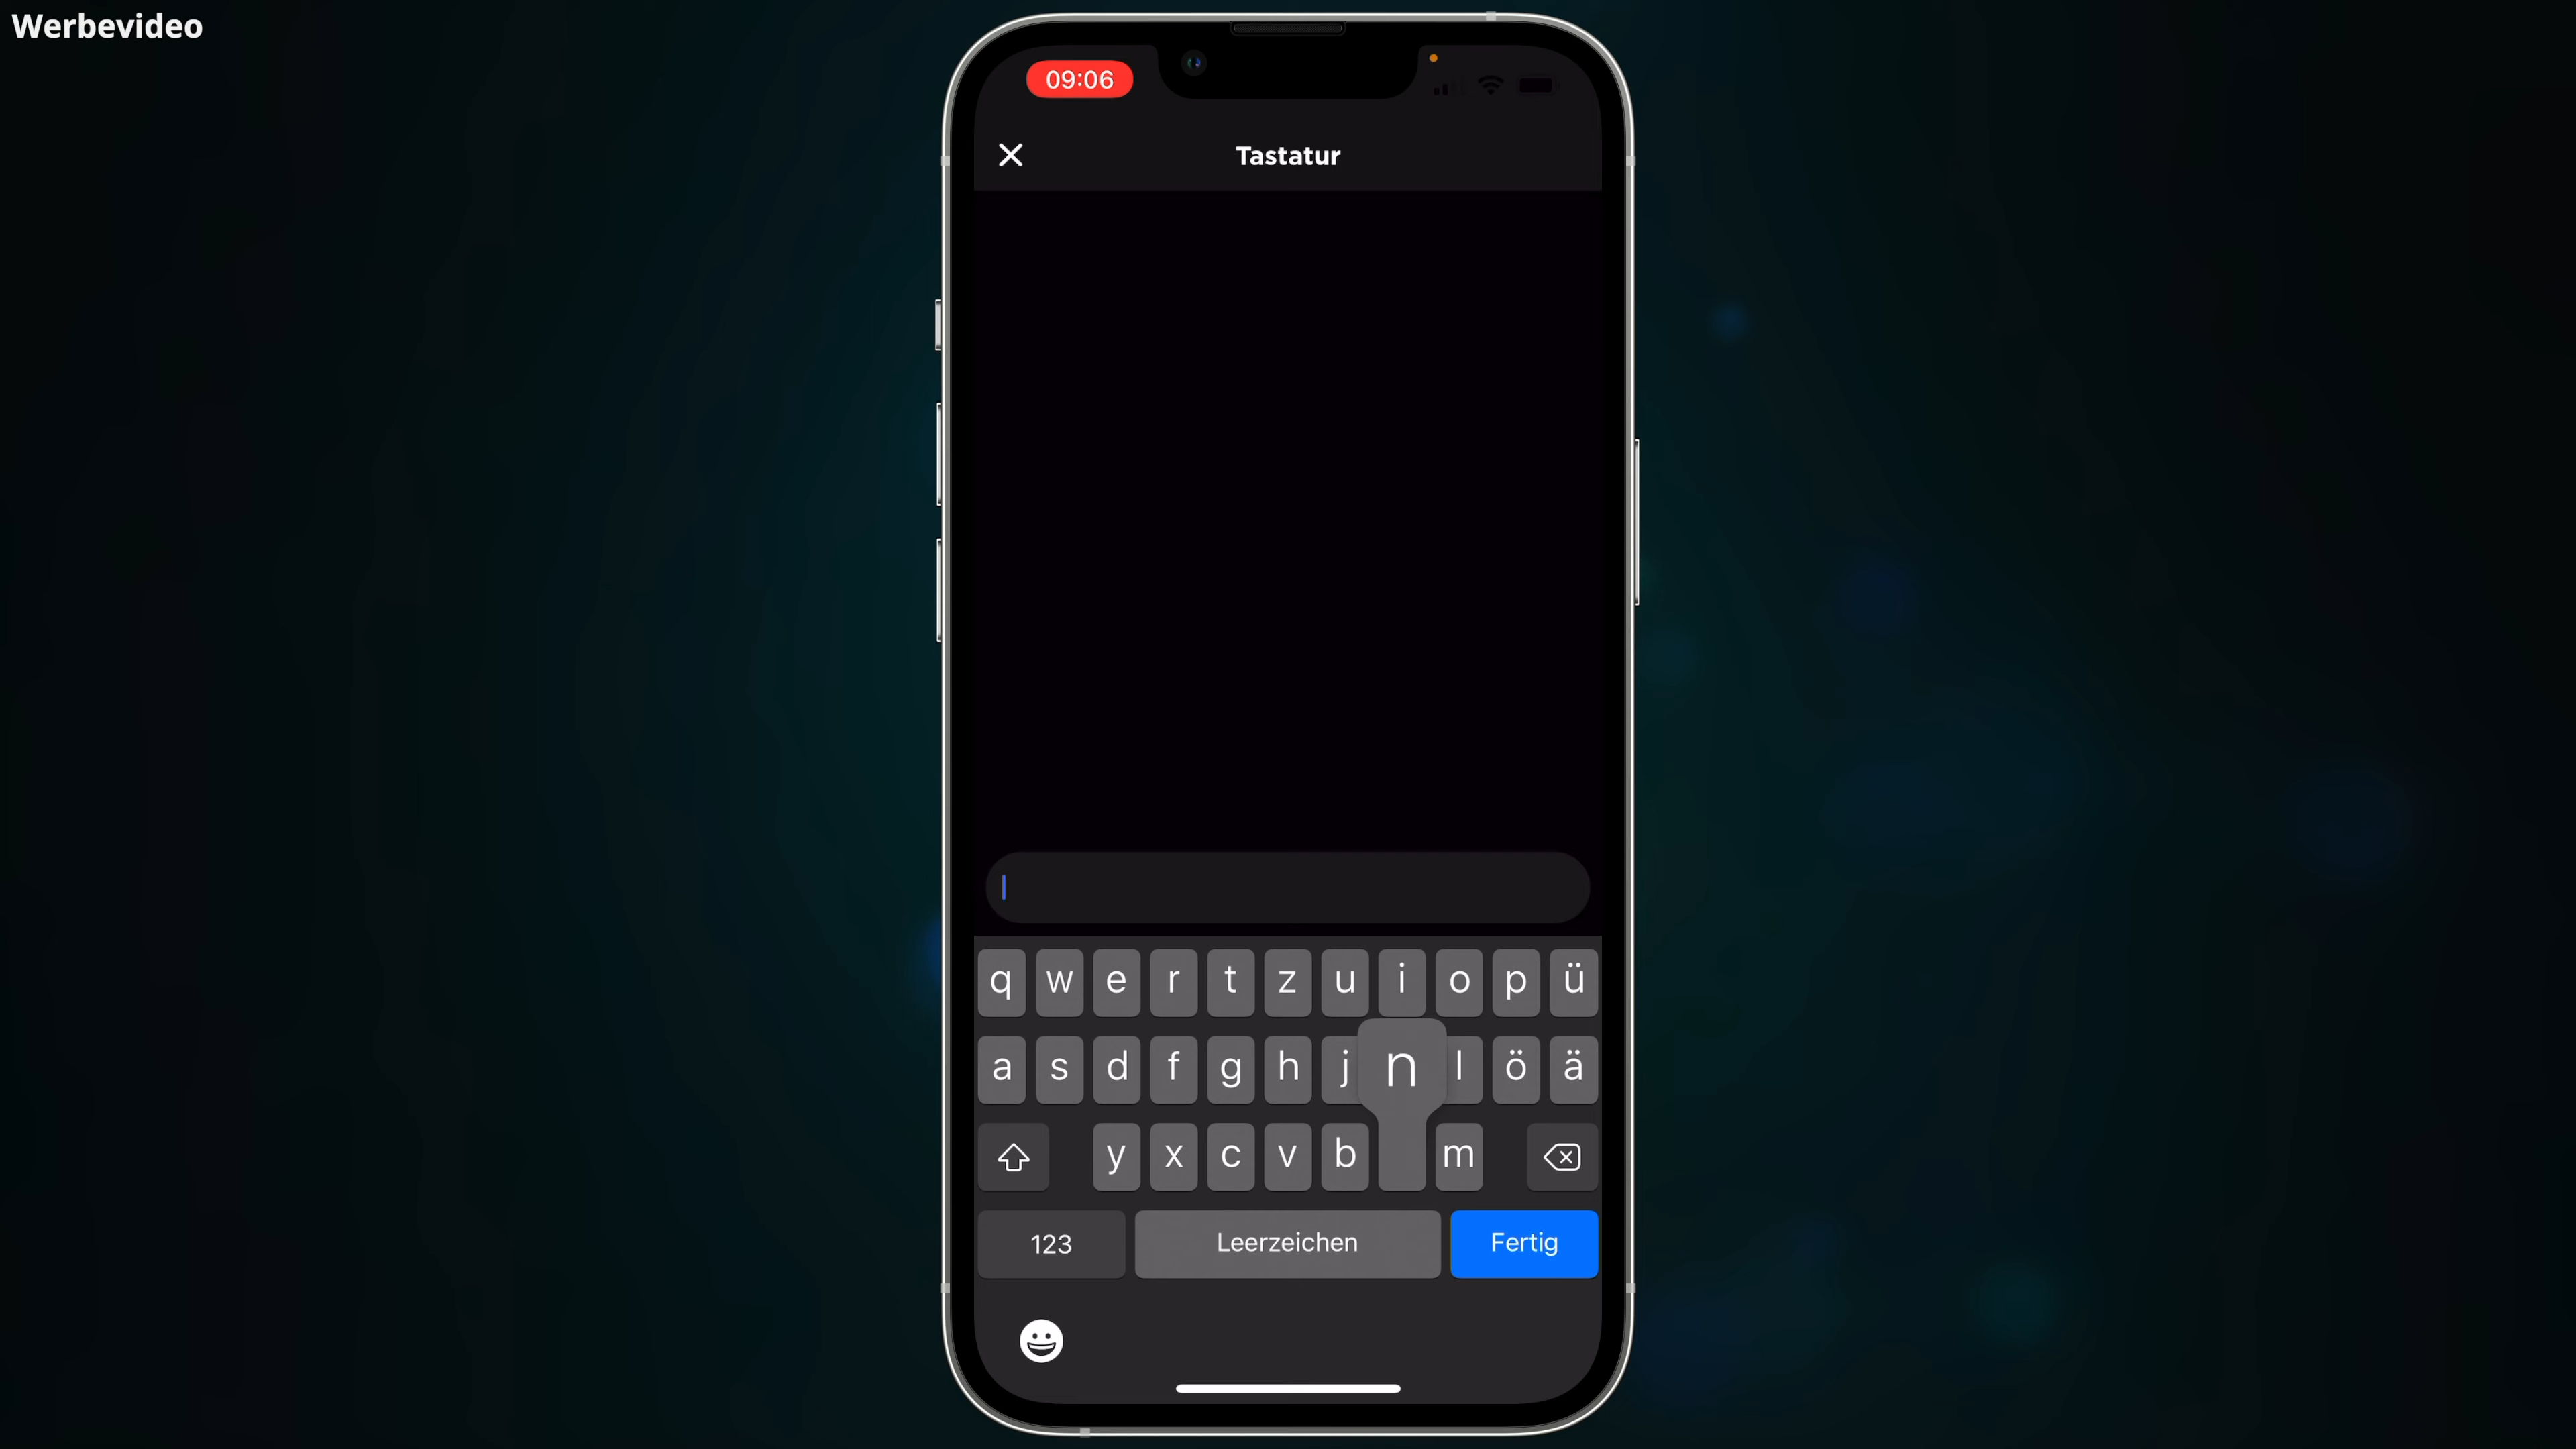 Werbevideo
09:06
Tastatur
q w e r t z u i o p ü
a s d f g h j n l ö ä
y x c v b m
123 Leerzeichen Fertig